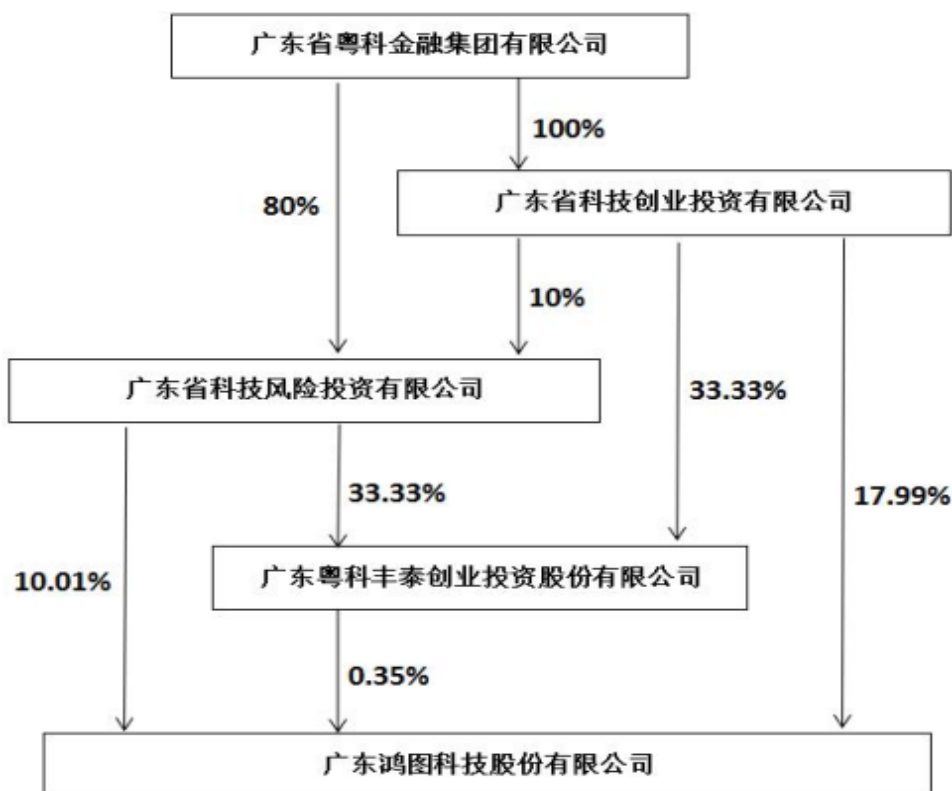 广东省粤科金融集团有限公司
100%
80%
广东省科技创业投资有限公司
10%
广东省科技风险投资有限公司
33.33%
33.33%
17.99%
10.01%
广东粤科丰泰创业投资股份有限公司
0.35%
广东鸿图科技股份有限公司